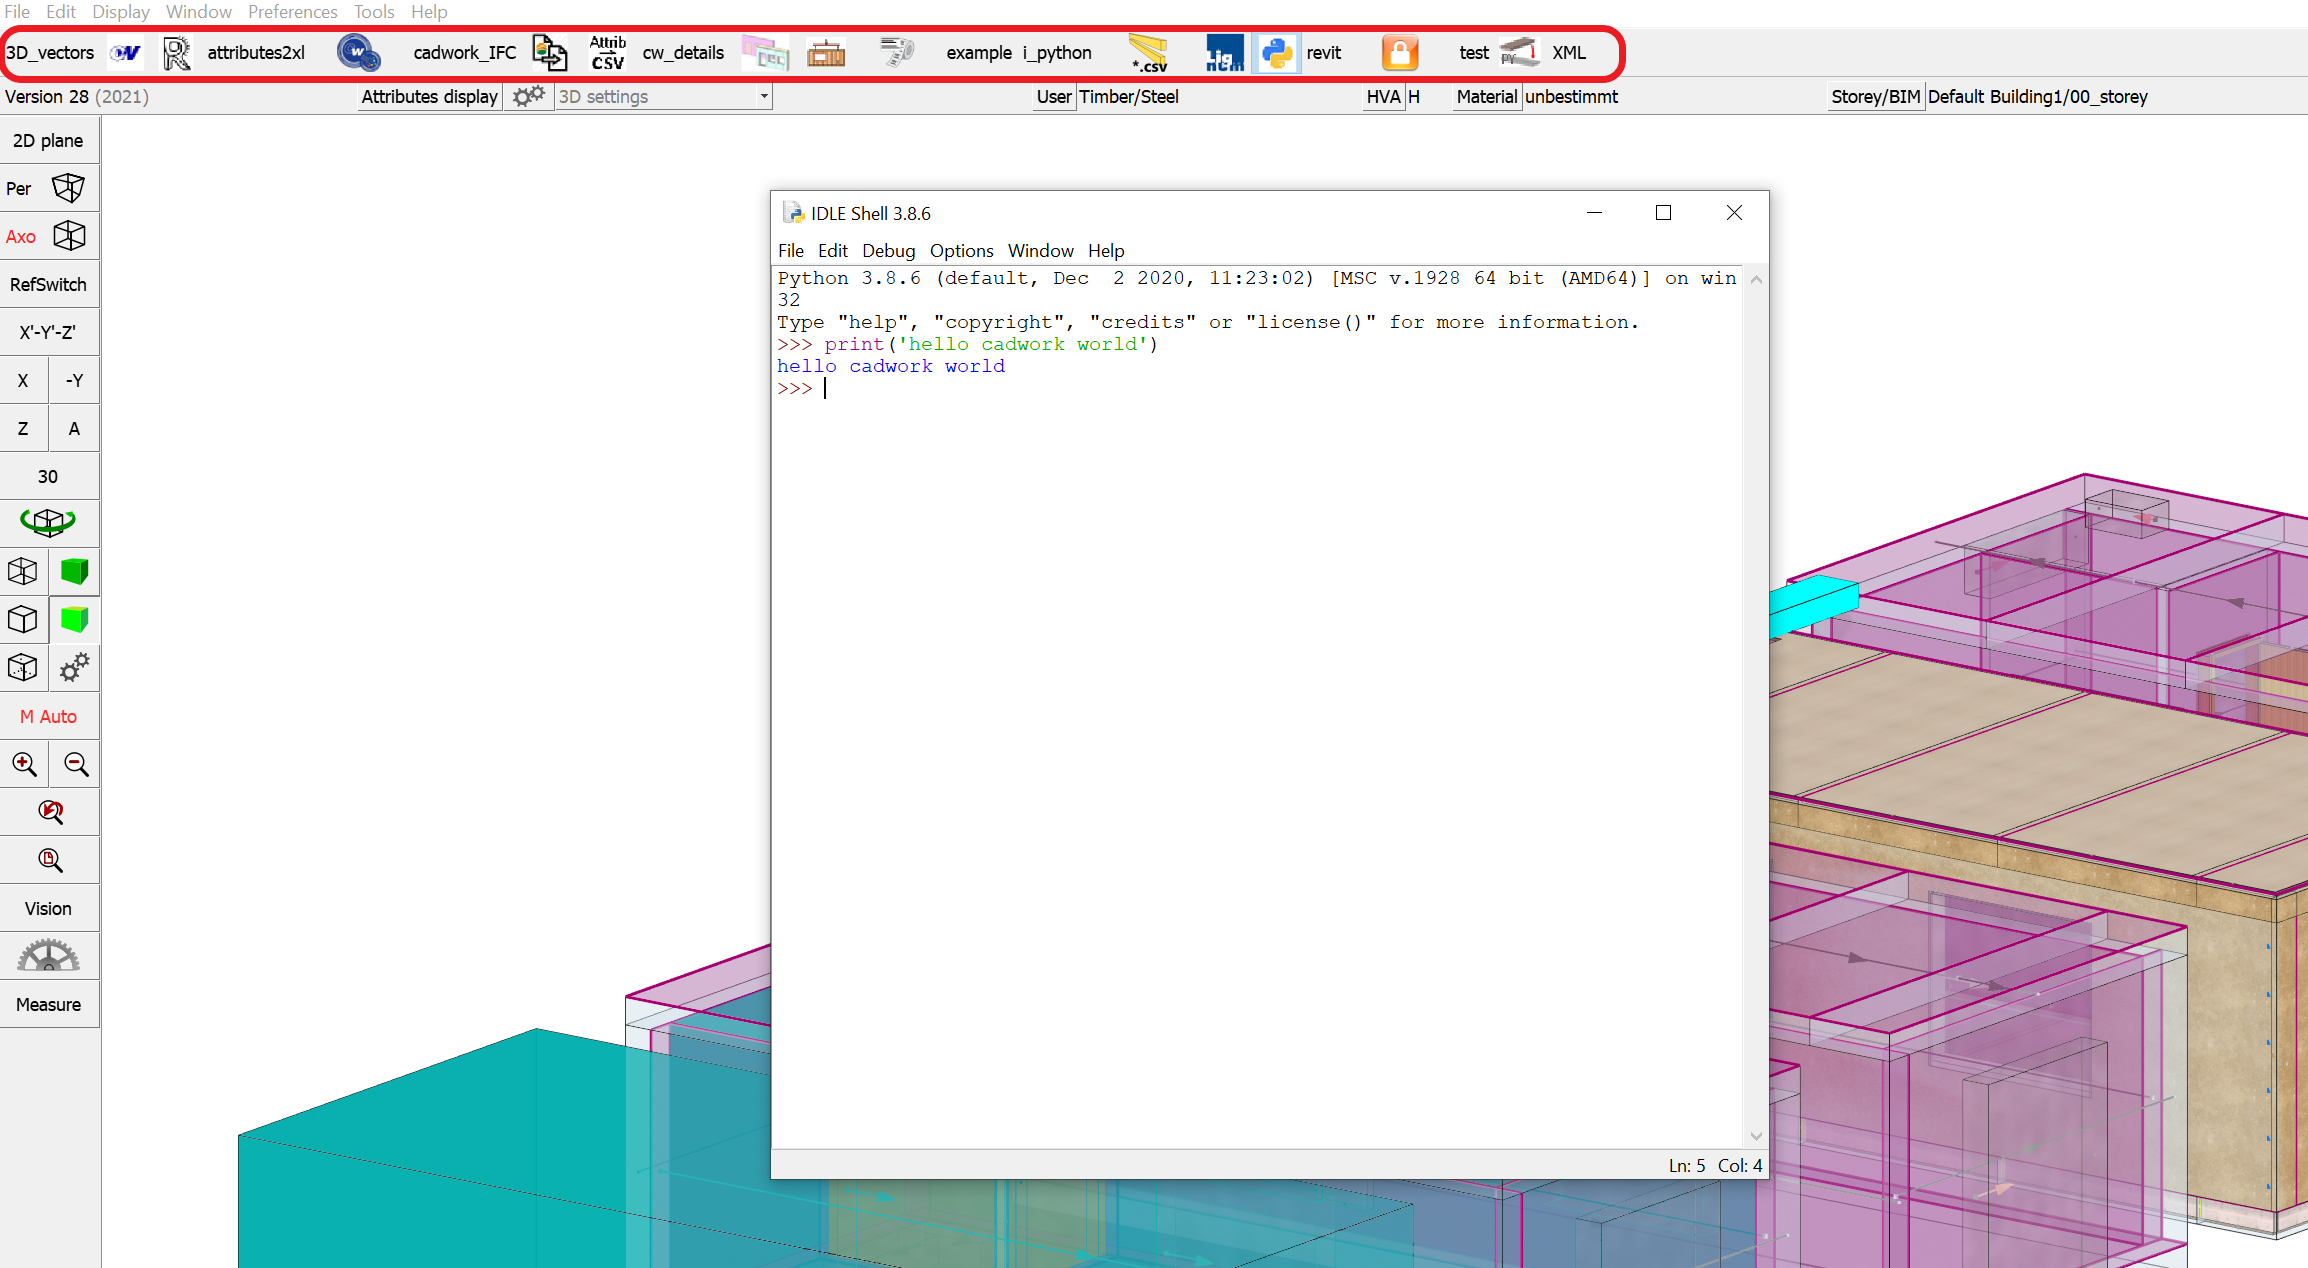 File Edit Display Window Preferences Tools Help
3D_vectors attributes2xl cadwork_IFC Attrib CSV cw_details example i_python *.csv revit test XML
Version 28 (2021) Attributes display 3D settings User Timber/Steel HVA H Material unbestimmt Storey/BIM Default Building1/00_storey
2D plane
Per
Axo
RefSwitch
X'-Y'-Z'
X -Y
Z A
30
M Auto
Vision
Measure
IDLE Shell 3.8.6
File Edit Debug Options Window Help
Python 3.8.6 (default, Dec  2 2020, 11:23:02) [MSC v.1928 64 bit (AMD64)] on win
32
Type "help", "copyright", "credits" or "license()" for more information.
>>> print('hello cadwork world')
hello cadwork world
>>>
Ln: 5 Col: 4